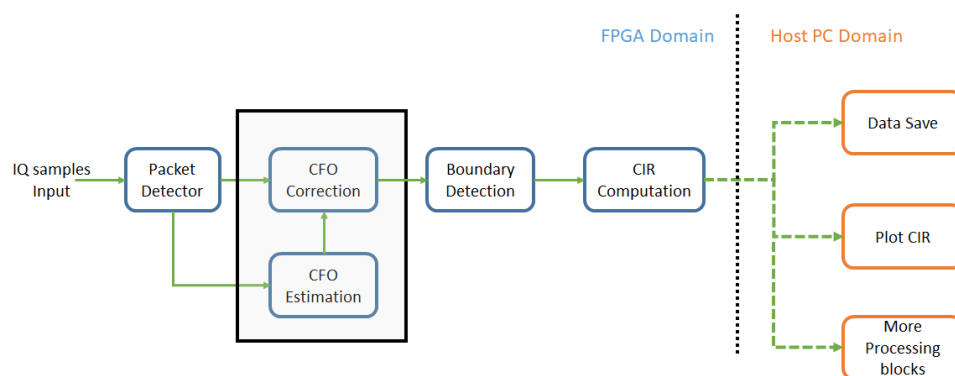 FPGA Domain
Host PC Domain
IQ samples
Input
Packet
Detector
CFO
Correction
CFO
Estimation
Boundary
Detection
CIR
Computation
Data Save
Plot CIR
More
Processing
blocks